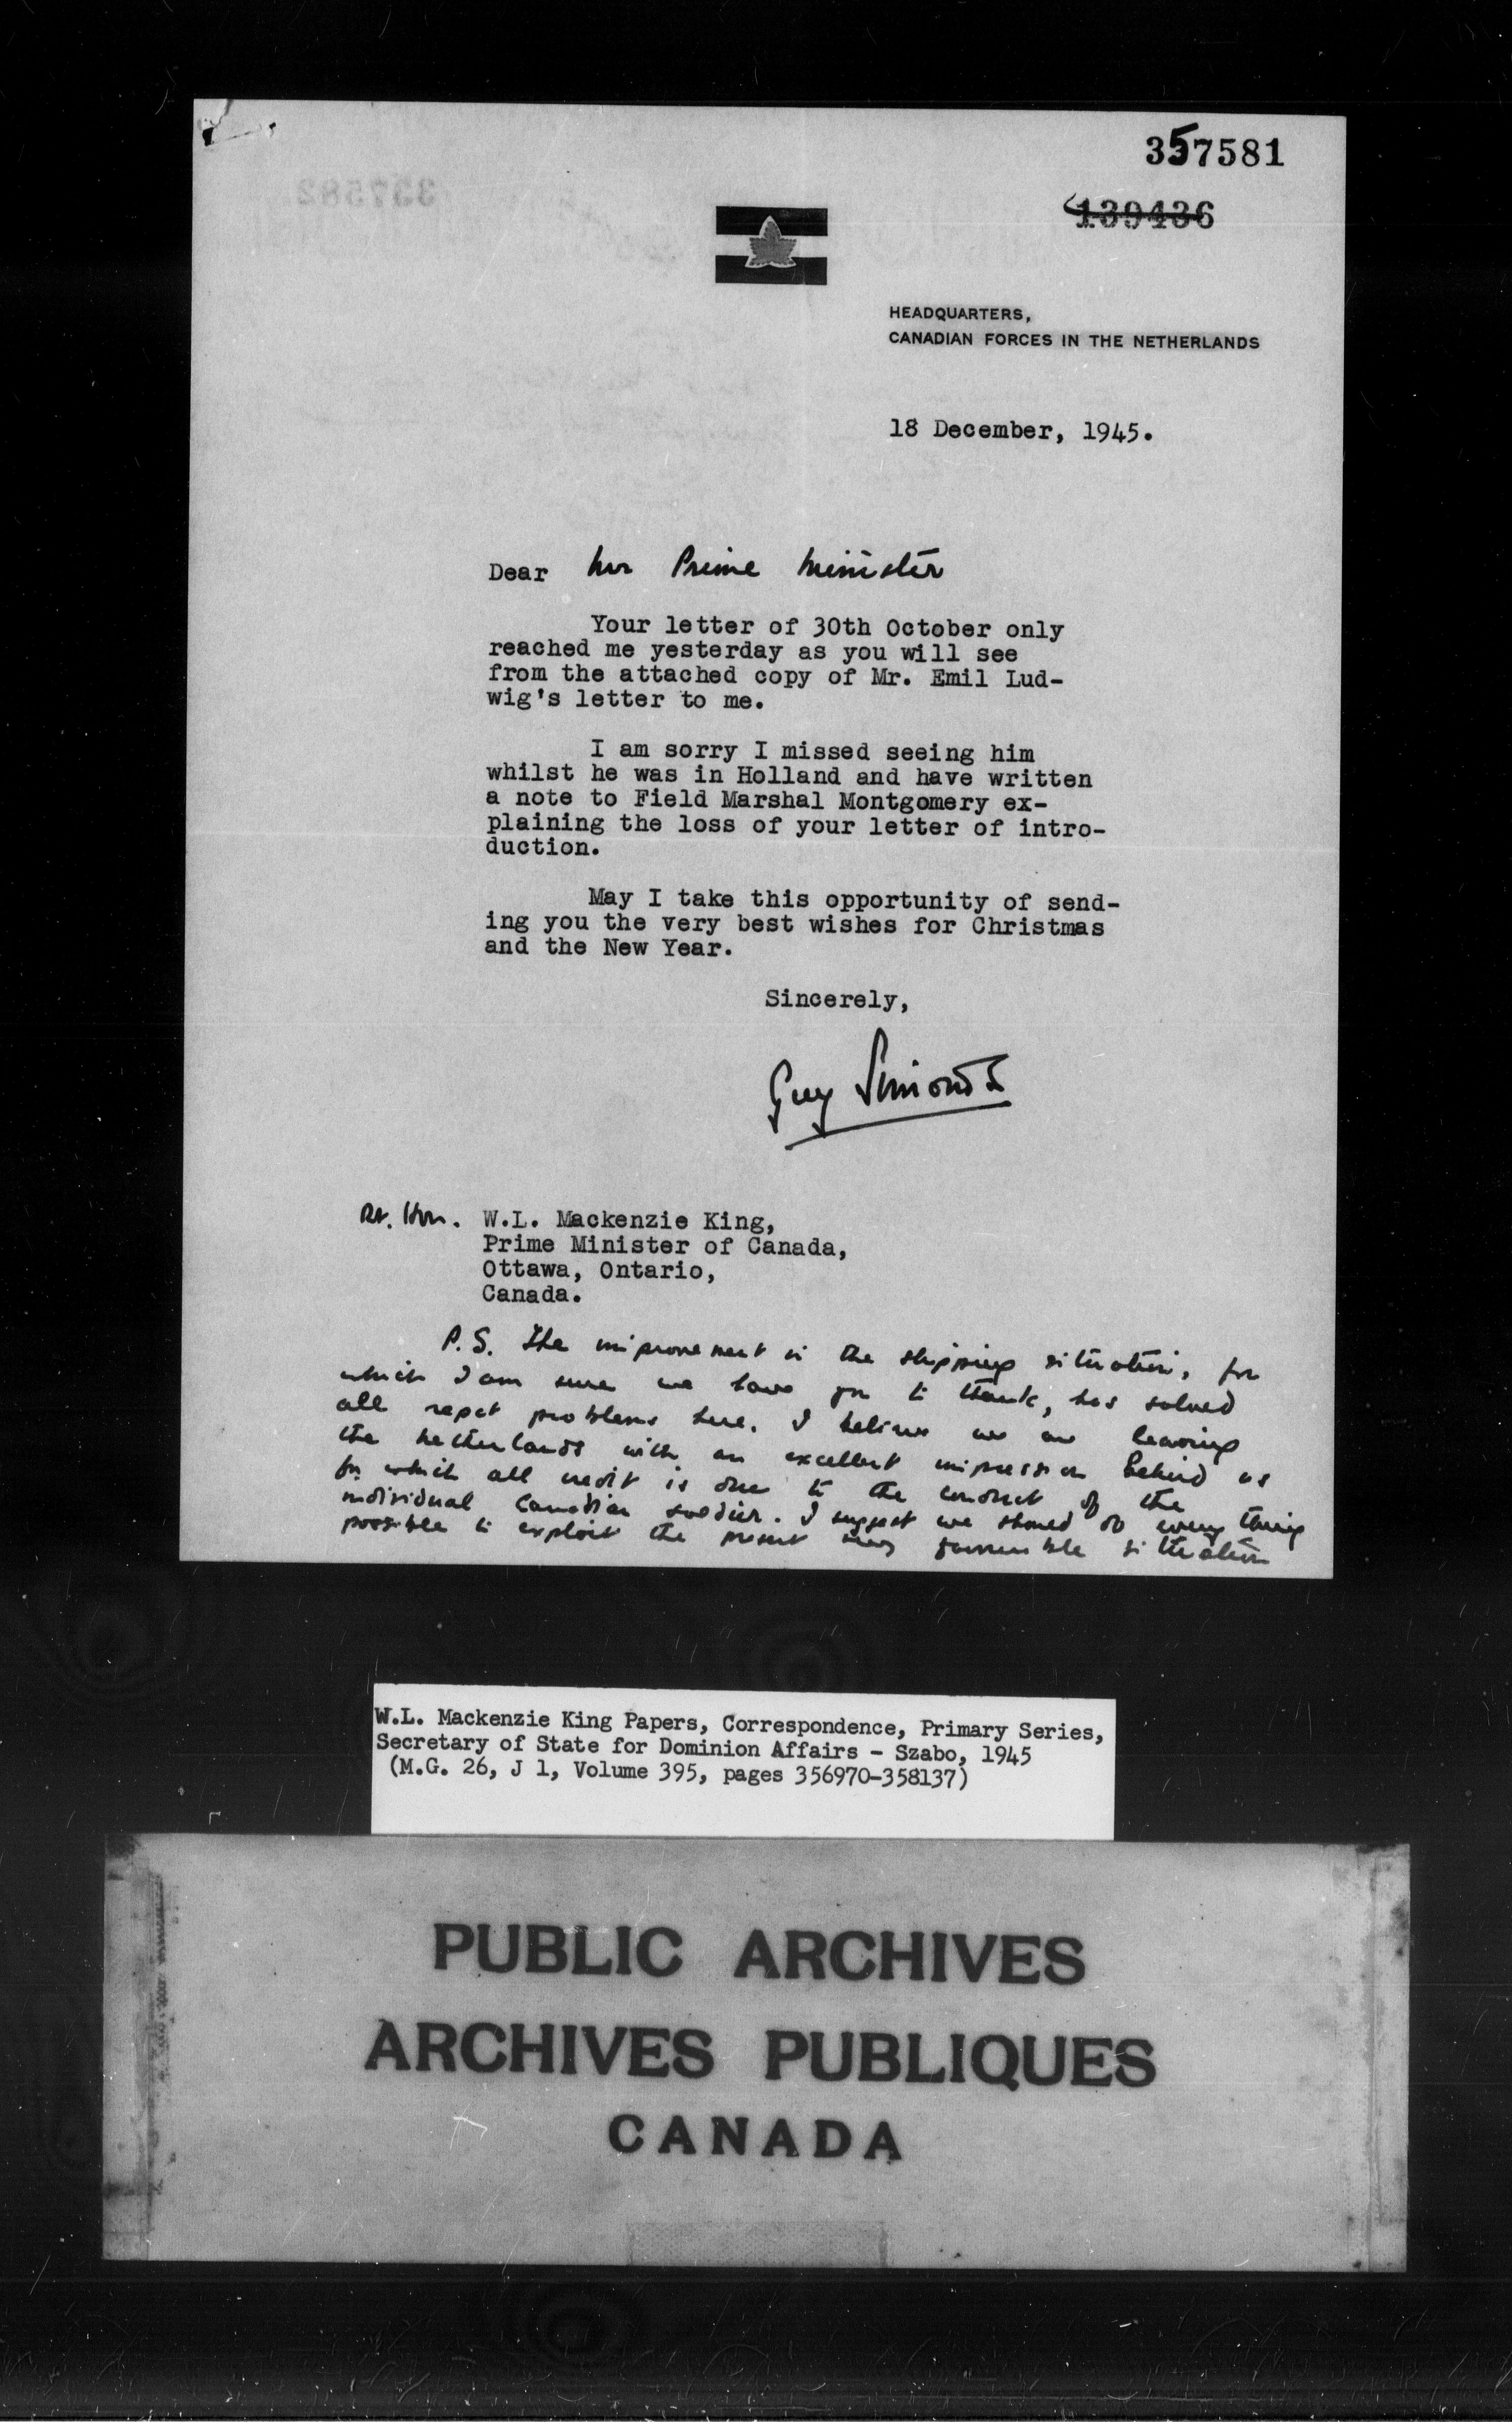 357581
139436
337582
HEADQUARTERS,
CANADIAN FORCES IN THE NETHERLANDS
18 December, 1945.
Dear Mr Prime Minister
Your letter of 30th October only
reached me yesterday as you will see
from the attached copy of Mr. Emil Lud-
wig's letter to me.
I am sorry I missed seeing him
whilst he was in Holland and have written
a note to Field Marshal Montgomery ex-
plaining the loss of your letter of intro-
duction.
May I take this opportunity of send-
ing you the very best wishes for Christmas
and the New Year.
Sincerely,
Guy Simonds
Rt. Hon. W.L. Mackenzie King,
Prime Minister of Canada,
Ottawa, Ontario,
Canada.
P.S. The improvement in the shipping situation, for
which I am sure we have you to thank, has solved
all repat problems here. I believe we are leaving
the Netherlands with an excellent impression behind us
for which all credit is due to the conduct of the
individual Canadian soldier. I suggest we should do every thing
possible to exploit the present very favourable situation
W.L. Mackenzie King Papers, Correspondence, Primary Series,
Secretary of State for Dominion Affairs - Szabo, 1945
(M.G. 26, J 1, Volume 395, pages 356970-358137)
PUBLIC ARCHIVES
ARCHIVES PUBLIQUES
CANADA